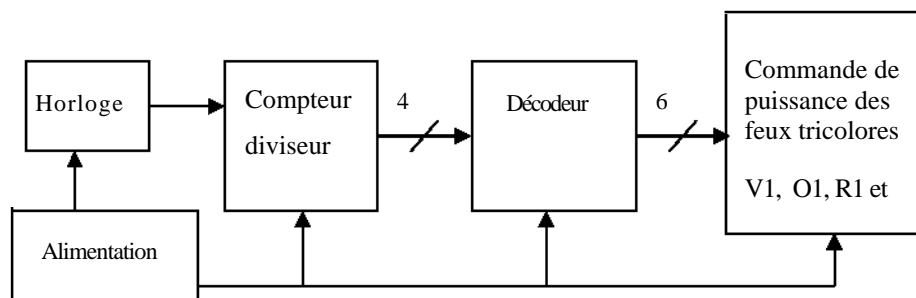 Horloge
Compteur
diviseur
4
Décodeur
6
Commande de
puissance des
feux tricolores
V1, O1, R1 et
Alimentation